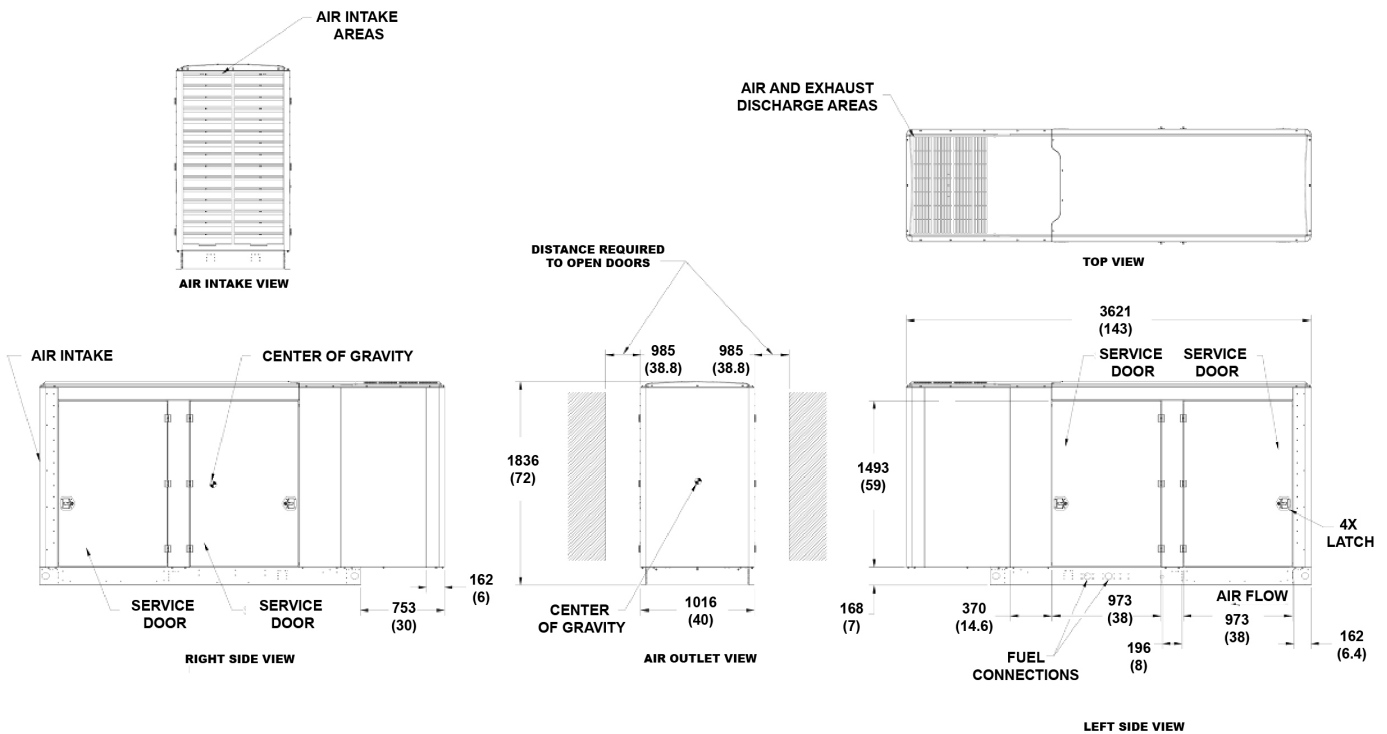 AIR INTAKE
AREAS
AIR INTAKE VIEW
AIR AND EXHAUST
DISCHARGE AREAS
TOP VIEW
DISTANCE REQUIRED
TO OPEN DOORS
AIR INTAKE
CENTER OF GRAVITY
SERVICE
DOOR
SERVICE
DOOR
162
(6)
753
(30)
RIGHT SIDE VIEW
985
(38.8)
985
(38.8)
1836
(72)
CENTER
OF GRAVITY
1016
(40)
AIR OUTLET VIEW
3621
(143)
SERVICE
DOOR
SERVICE
DOOR
1493
(59)
4X
LATCH
168
(7)
370
(14.6)
973
(38)
AIR FLOW
973
(38)
196
(8)
162
(6.4)
FUEL
CONNECTIONS
LEFT SIDE VIEW